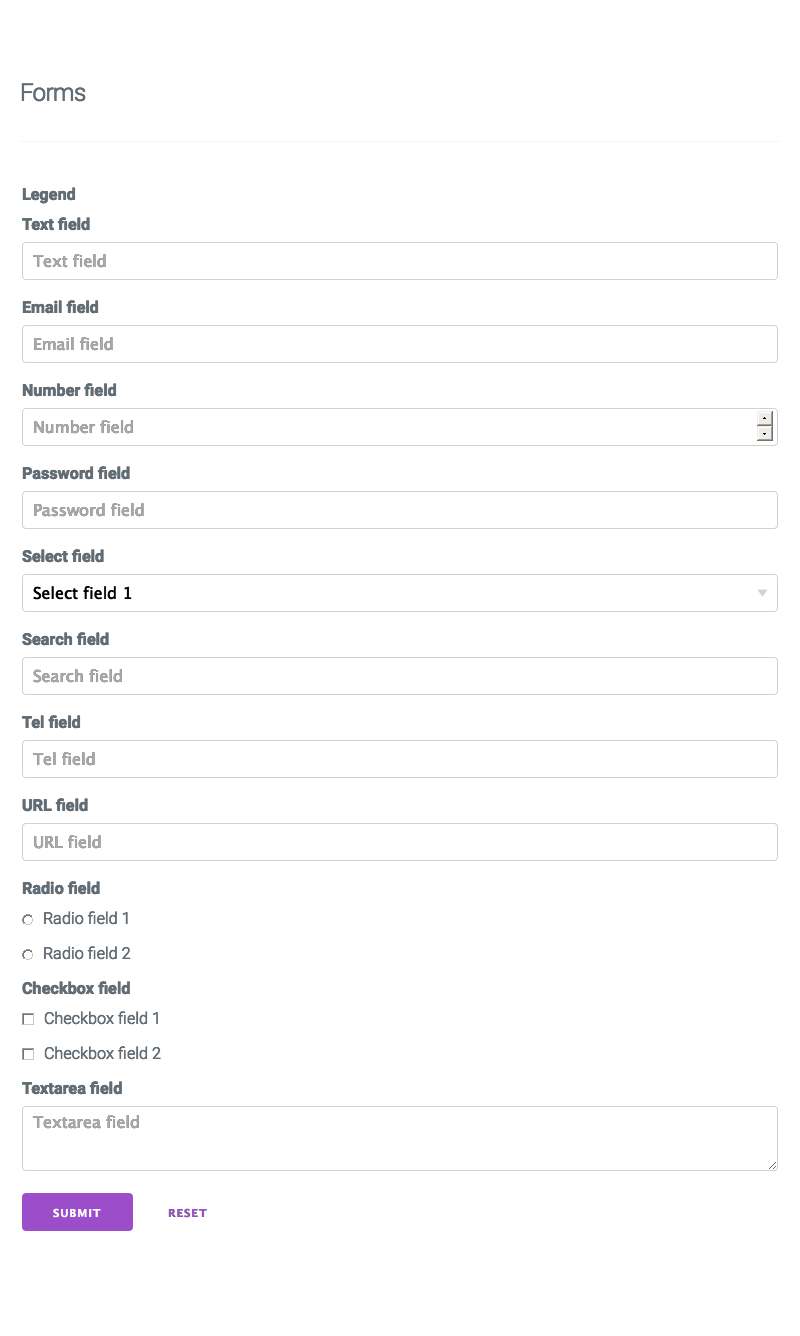 Forms
Legend
Text field
Text field
Email field
Email field
Number field
Number field
Password field
Password field
Select field
Select field 1
Search field
Search field
Tel field
Tel field
URL field
URL field
Radio field
Radio field 1
Radio field 2
Checkbox field
Checkbox field 1
Checkbox field 2
Textarea field
Textarea field
SUBMIT RESET